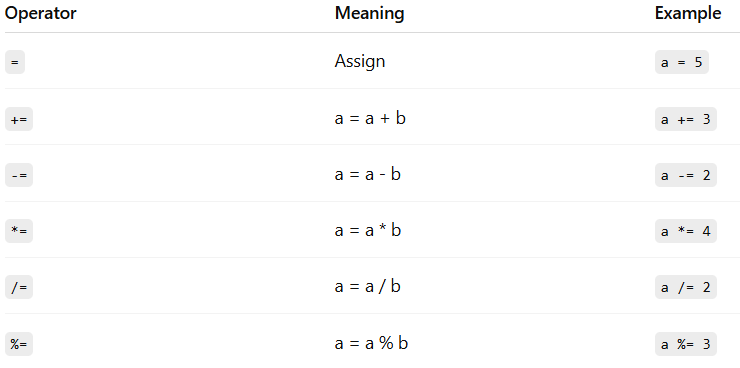 Operator Meaning Example
= Assign a = 5
+= a = a + b a += 3
-= a = a - b a -= 2
*= a = a * b a *= 4
/= a = a / b a /= 2
%= a = a % b a %= 3